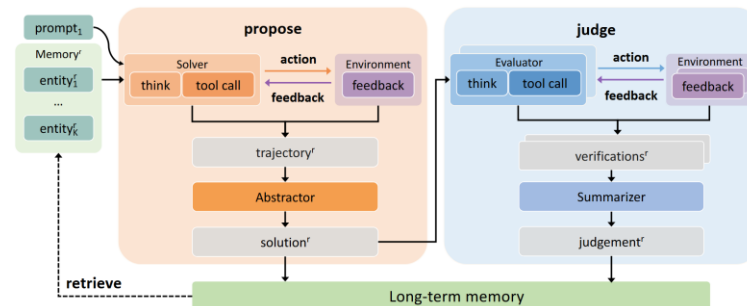 propose
judge
prompt₁
Memoryʳ
entity₁ʳ
...
entityₖʳ
Solver
think
tool call
action
feedback
Environment
feedback
trajectoryʳ
Abstractor
solutionʳ
Evaluator
think
tool call
action
feedback
Environment
feedback
verificationsʳ
Summarizer
judgementʳ
retrieve
Long-term memory